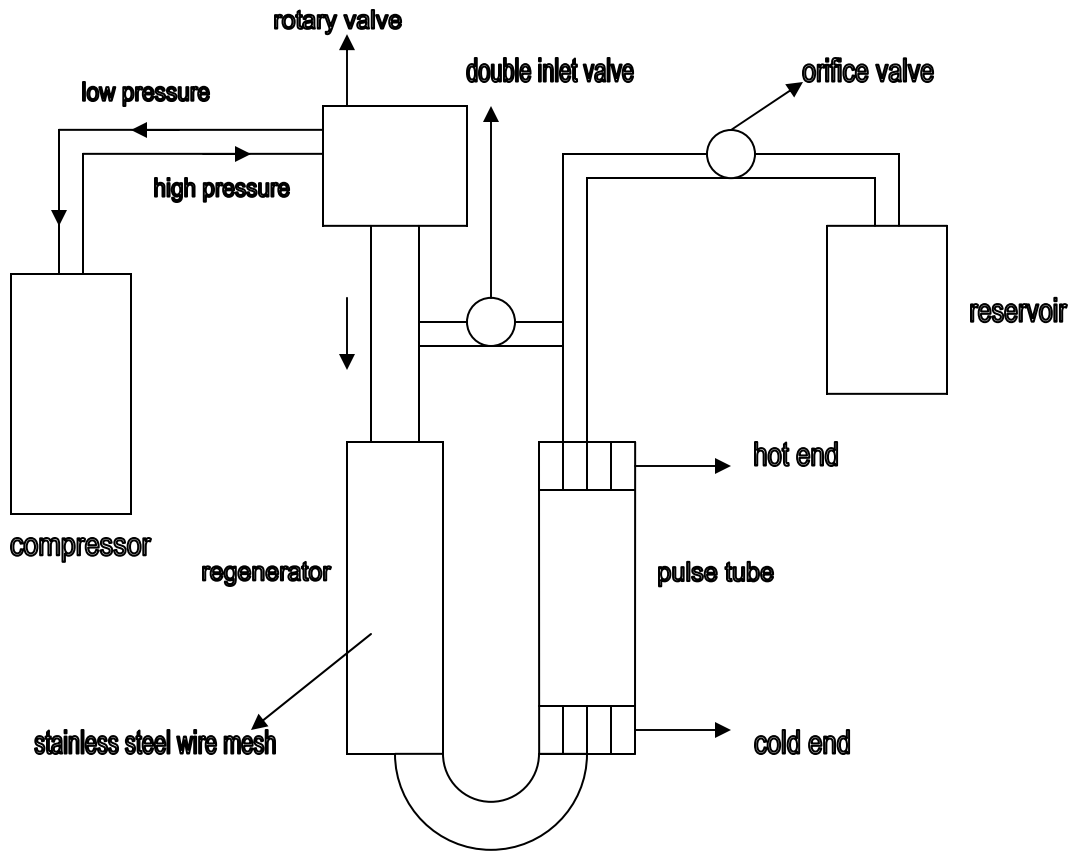 rotary valve
double inlet valve
orifice valve
low pressure
high pressure
reservoir
hot end
compressor
regenerator
pulse tube
stainless steel wire mesh
cold end